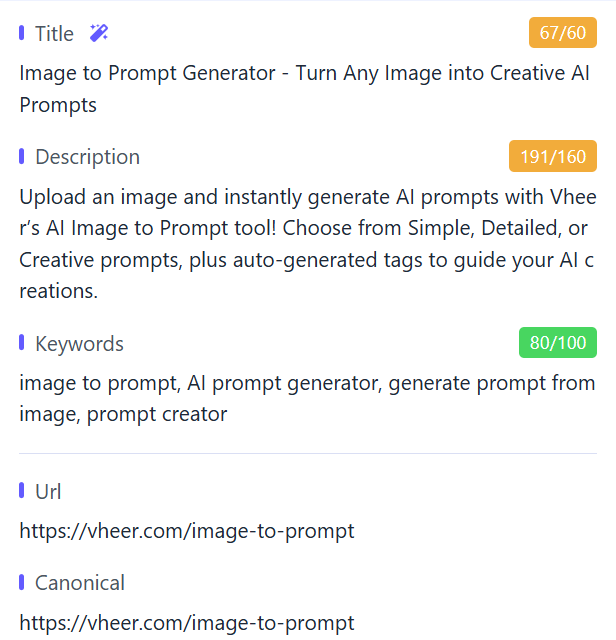 Title
67/60
Image to Prompt Generator - Turn Any Image into Creative AI
Prompts
Description
191/160
Upload an image and instantly generate AI prompts with Vhee
r’s AI Image to Prompt tool! Choose from Simple, Detailed, or
Creative prompts, plus auto-generated tags to guide your AI c
reations.
Keywords
80/100
image to prompt, AI prompt generator, generate prompt from
image, prompt creator
Url
https://vheer.com/image-to-prompt
Canonical
https://vheer.com/image-to-prompt